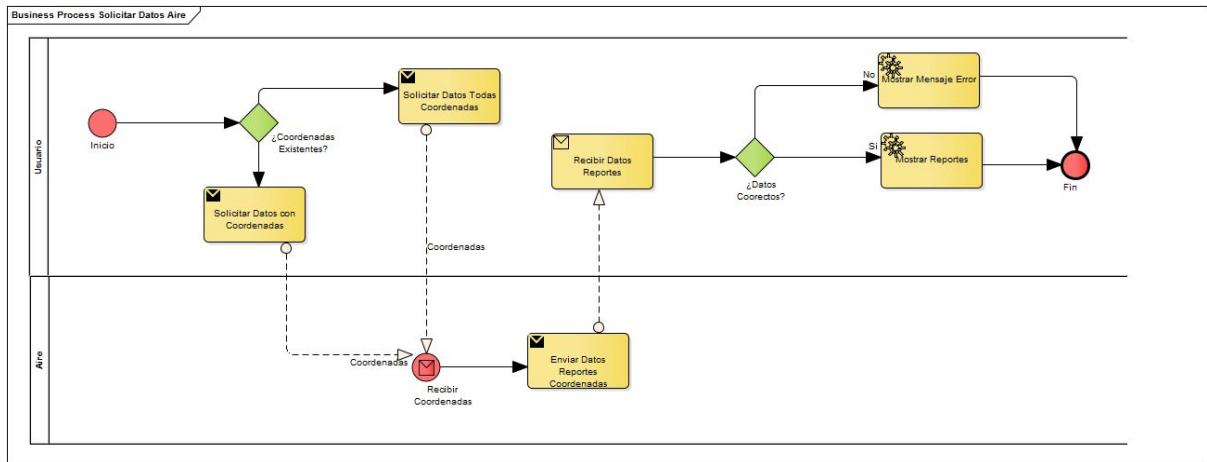 Business Process Solicitar Datos Aire
Usuario
Inicio
¿Coordenadas
Existentes?
Solicitar Datos Todas
Coordenadas
Solicitar Datos con
Coordenadas
Coordenadas
Recibir Datos
Reportes
¿Datos
Coorectos?
No
Mostrar Mensaje Error
Si
Mostrar Reportes
Fin
Aire
Coordenadas
Recibir
Coordenadas
Enviar Datos
Reportes
Coordenadas